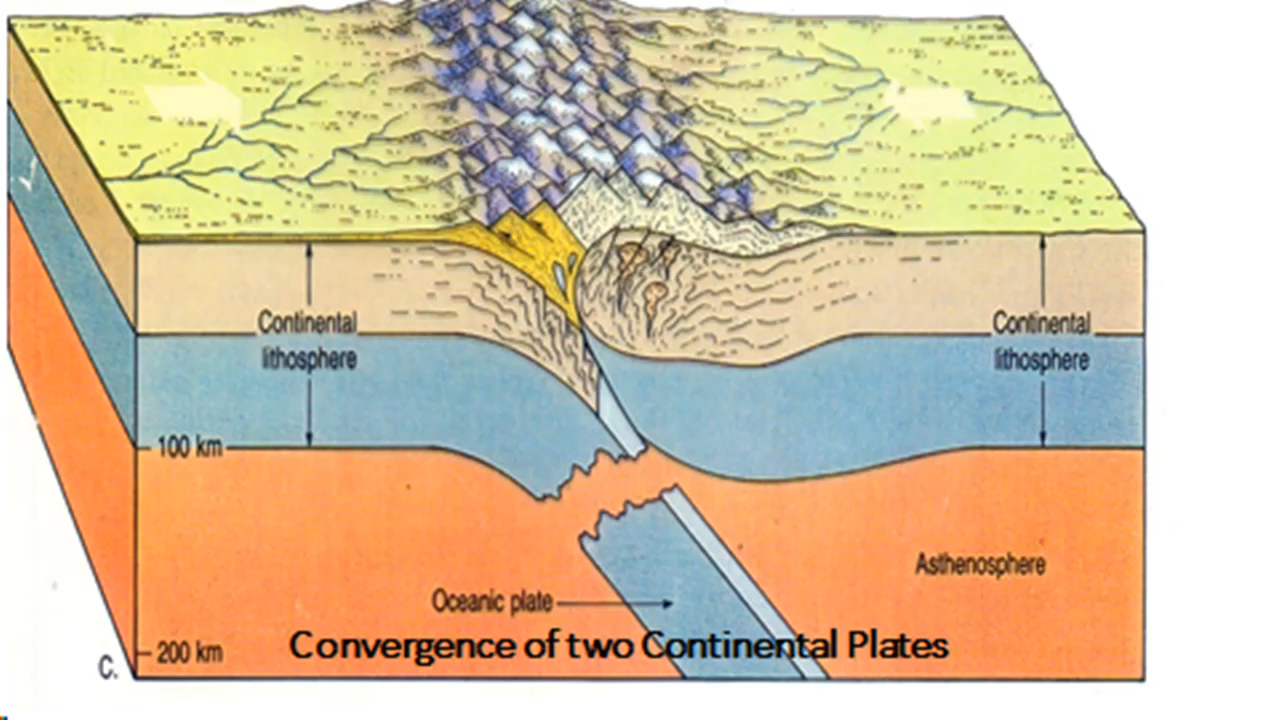 Continental
lithosphere
Continental
lithosphere
100 km
Asthenosphere
Oceanic plate
Convergence of two Continental Plates
200 km
C.